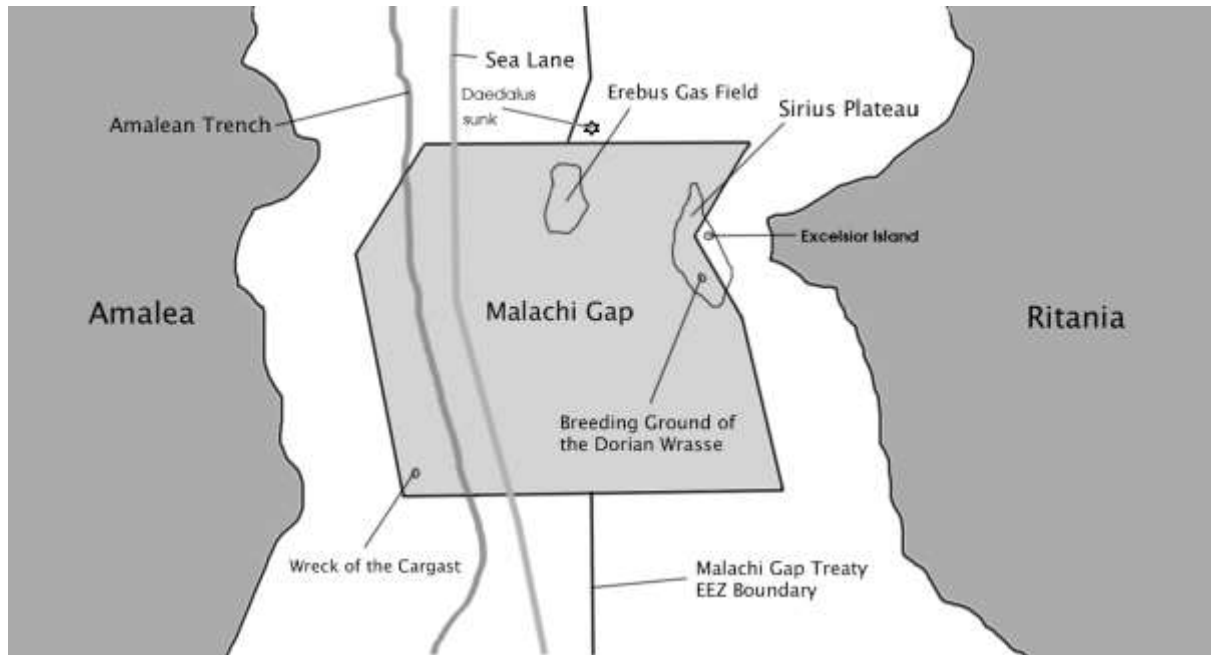 Sea Lane
Daedalus
sunk
Erebus Gas Field
Sirius Plateau
Amalean Trench
Excelsior Island
Amalea
Malachi Gap
Ritania
Breeding Ground of
the Dorian Wrasse
Wreck of the Cargast
Malachi Gap Treaty
EEZ Boundary